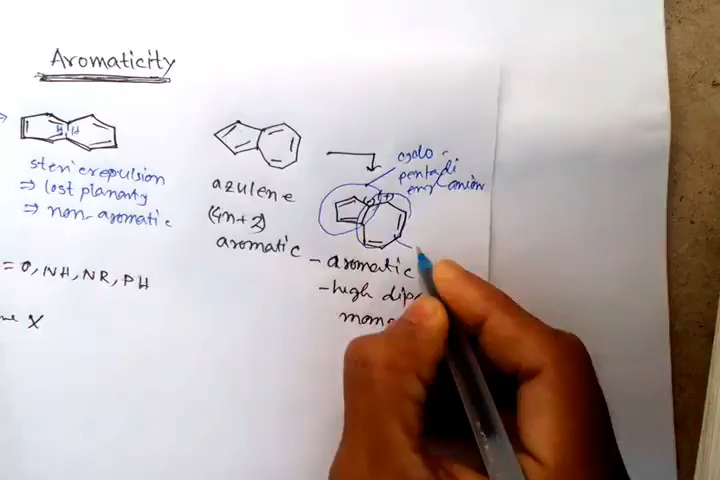 Aromaticity
H H
steric repulsion
⇒ lost planarity
⇒ non-aromatic
= O, NH, NR, PH
X
azulene
(4n+2)
aromatic
cyclo-
pentadi
enyl anion
- aromatic
- high dip
mom